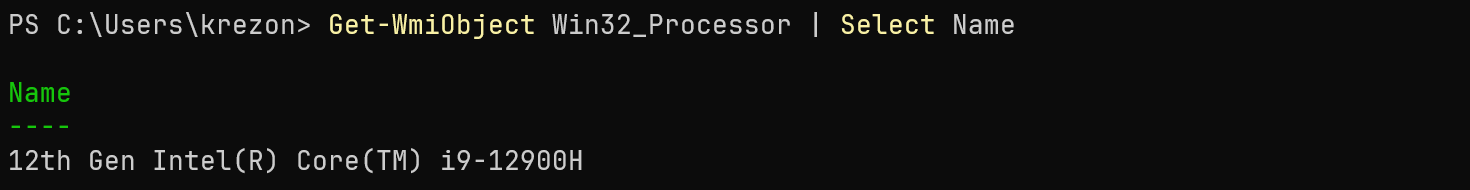 PS C:\Users\krezon> Get-WmiObject Win32_Processor | Select Name
Name
----
12th Gen Intel(R) Core(TM) i9-12900H